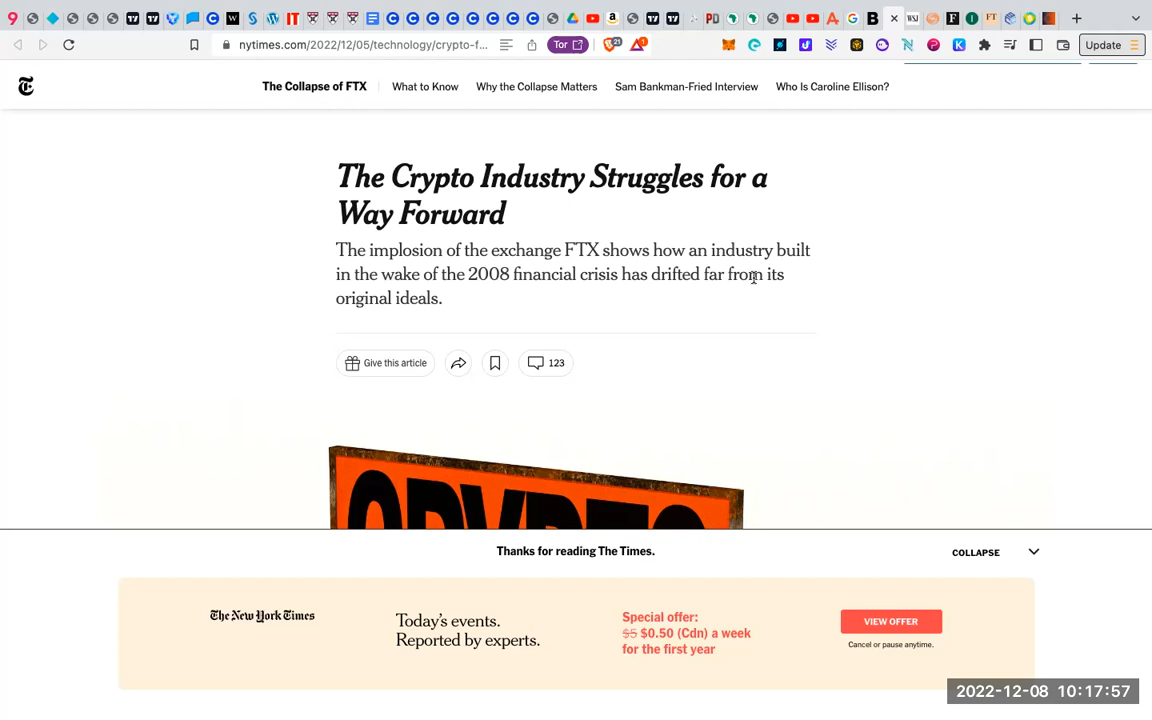 nytimes.com/2022/12/05/technology/crypto-f...
Tor
21
1
Update
The Collapse of FTX
What to Know
Why the Collapse Matters
Sam Bankman-Fried Interview
Who Is Caroline Ellison?
The Crypto Industry Struggles for a
Way Forward
The implosion of the exchange FTX shows how an industry built
in the wake of the 2008 financial crisis has drifted far from its
original ideals.
Give this article
123
CRYPTO
Thanks for reading The Times.
COLLAPSE
The New York Times
Today's events.
Reported by experts.
Special offer:
$5 $0.50 (Cdn) a week
for the first year
VIEW OFFER
Cancel or pause anytime.
2022-12-08 10:17:57